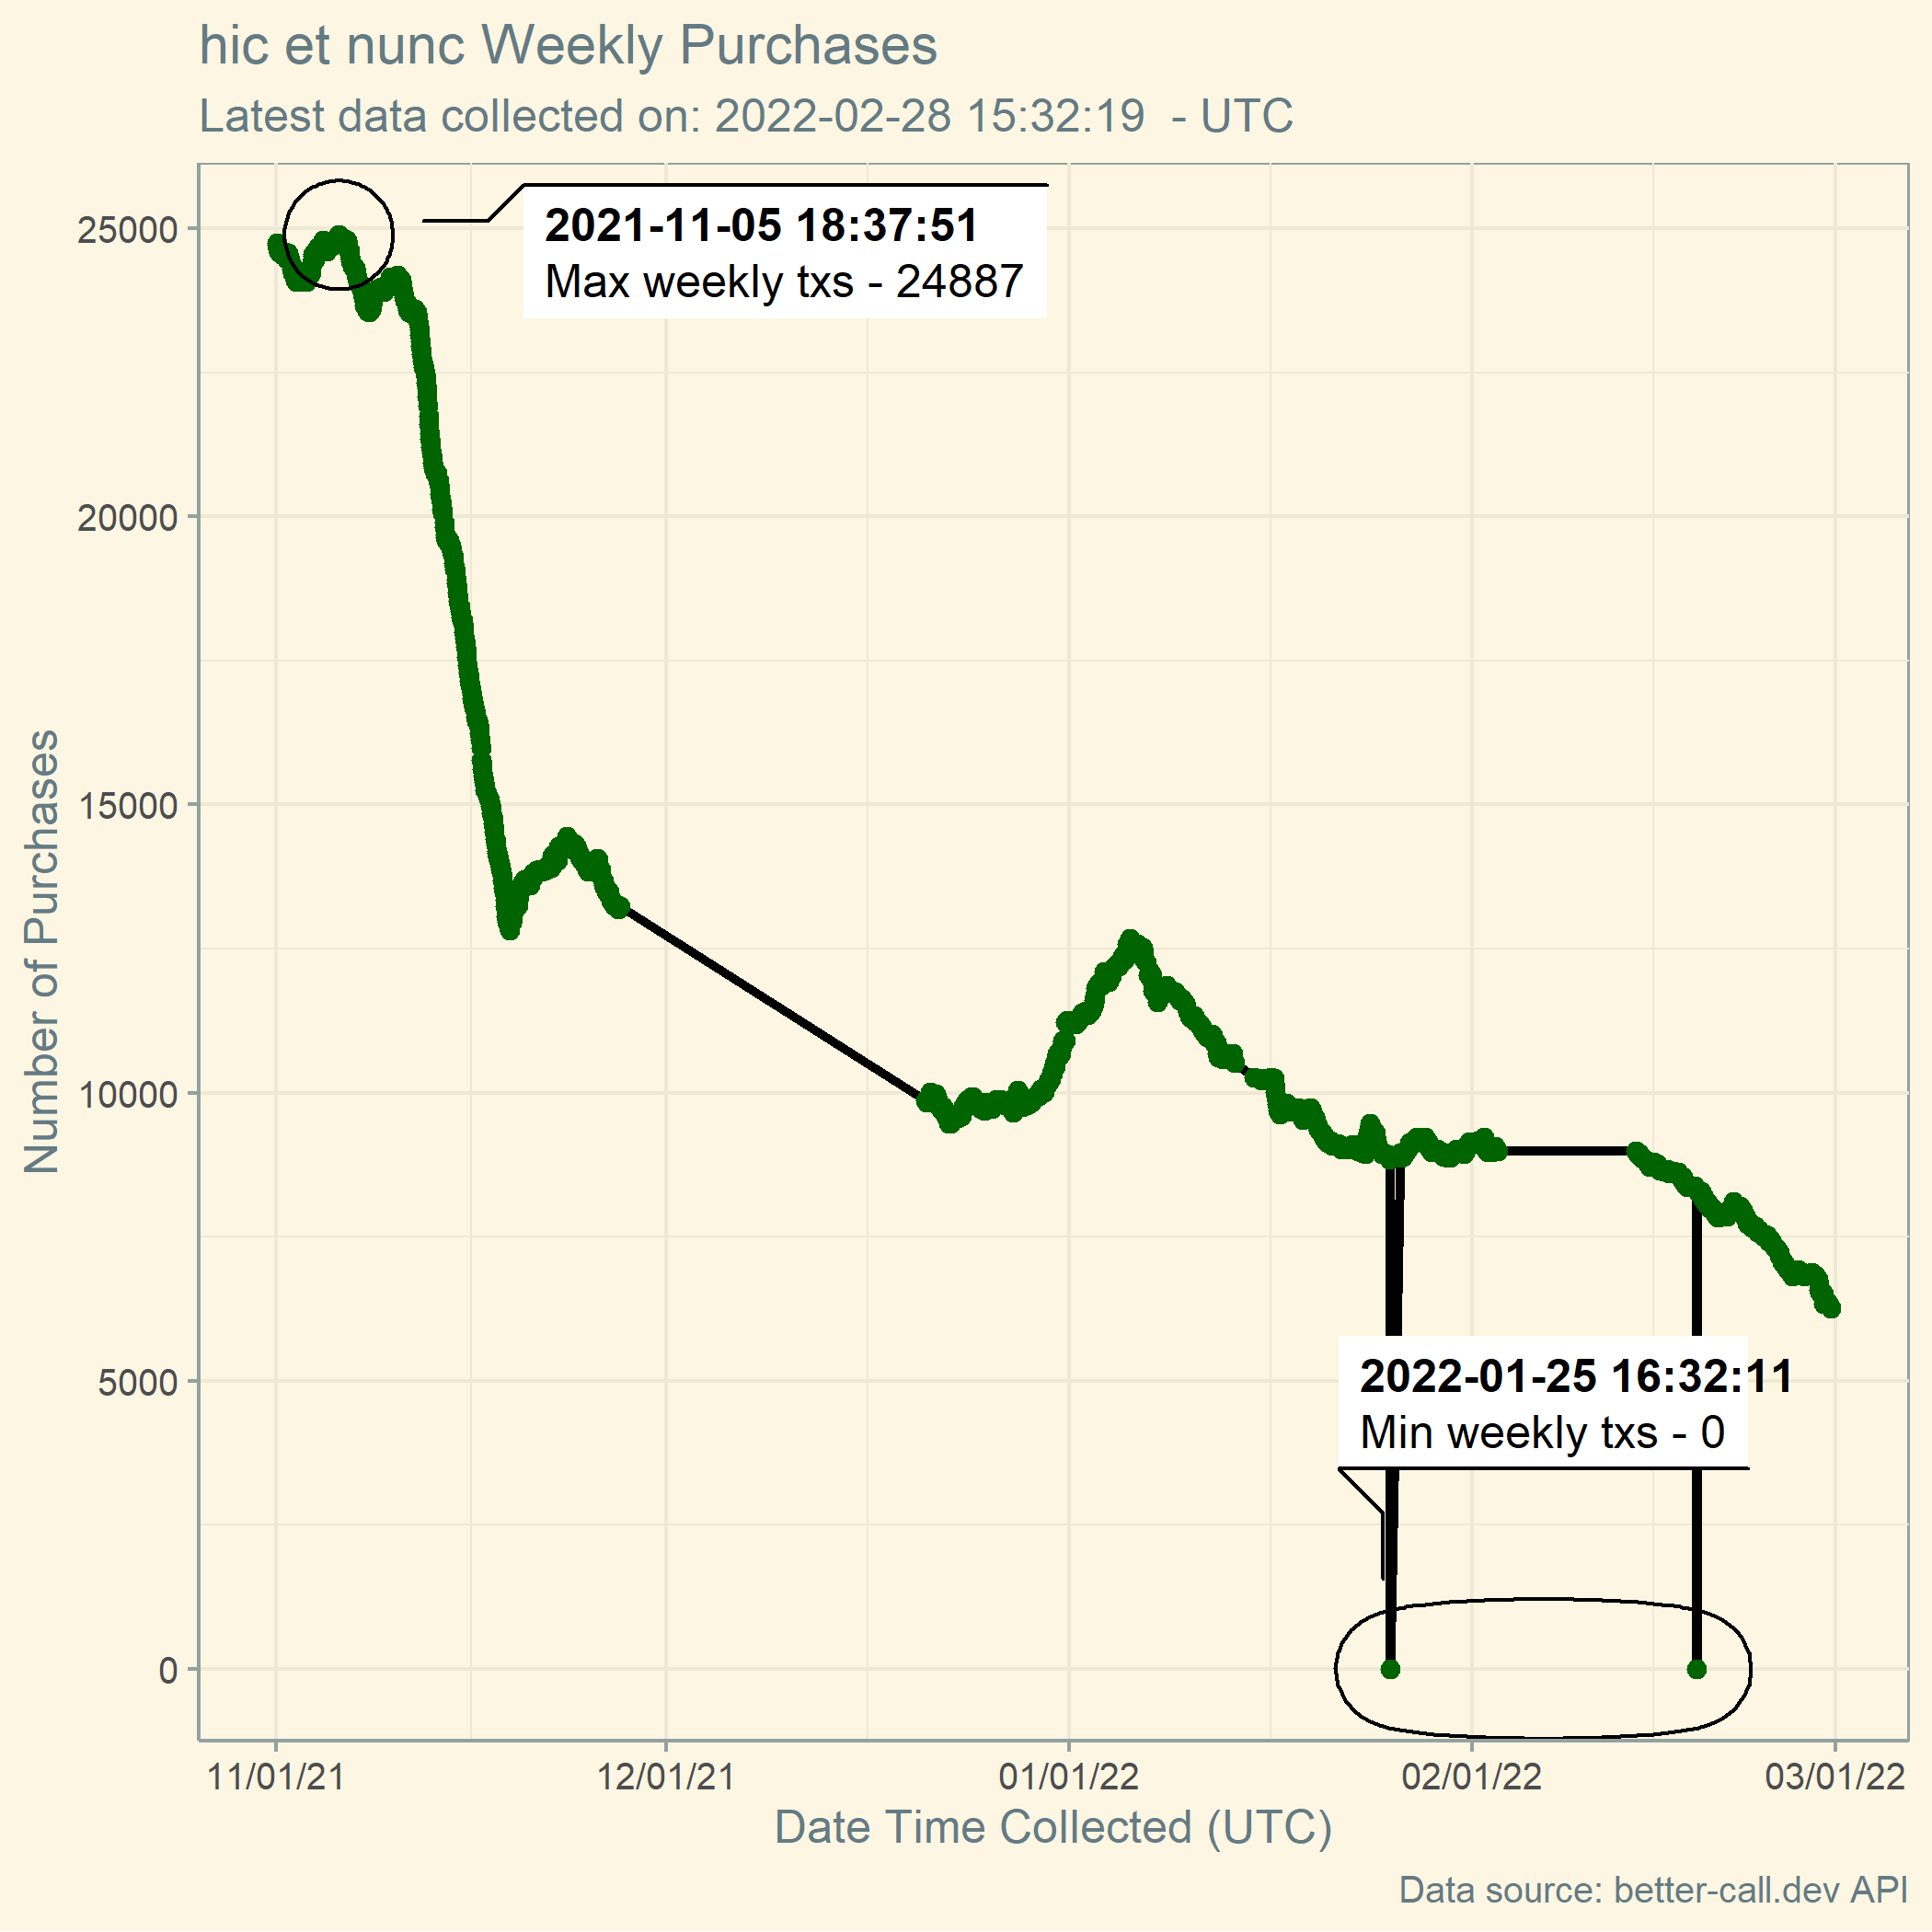 hic et nunc Weekly Purchases
Latest data collected on: 2022-02-28 15:32:19  - UTC
2021-11-05 18:37:51
Max weekly txs - 24887
25000
20000
15000
10000
5000
0
Number of Purchases
2022-01-25 16:32:11
Min weekly txs - 0
11/01/21
12/01/21
01/01/22
02/01/22
03/01/22
Date Time Collected (UTC)
Data source: better-call.dev API